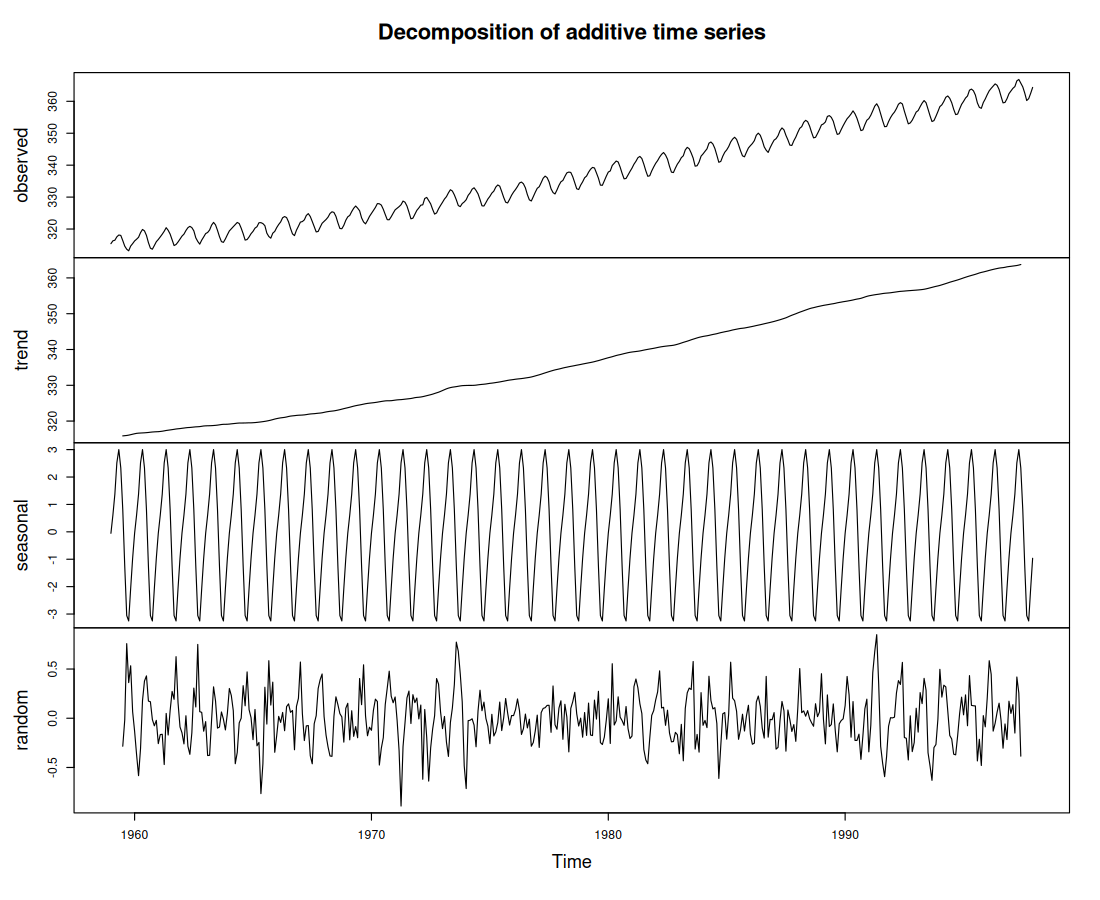 Decomposition of additive time series
observed
320 330 340 350 360
trend
320 330 340 350 360
seasonal
-3 -2 -1 0 1 2 3
random
-0.5 0.0 0.5
1960 1970 1980 1990
Time